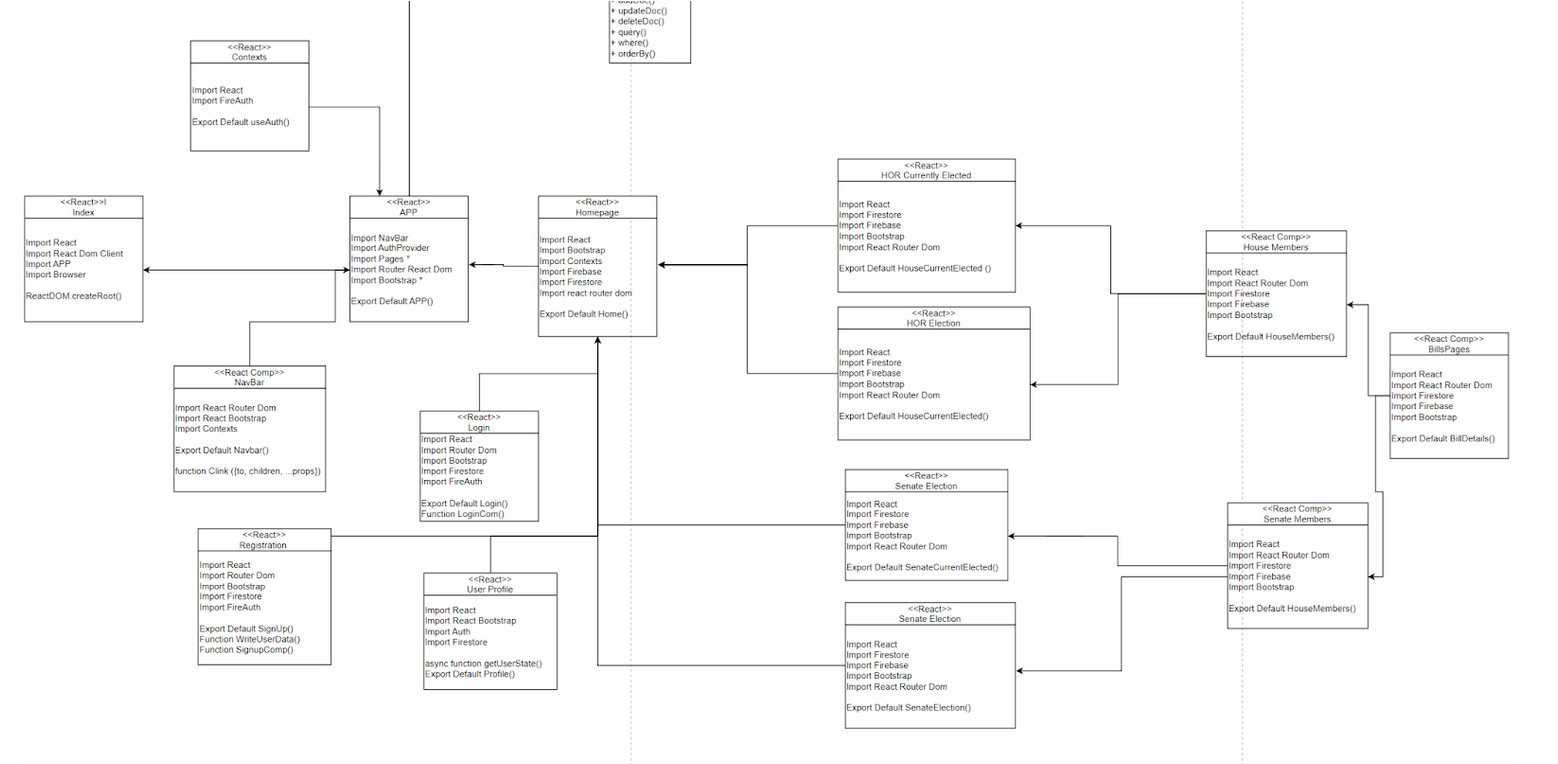 + updateDoc()
+ deleteDoc()
+ query()
+ where()
+ orderBy()
<<React>>
Contexts
Import React
Import FireAuth
Export Default useAuth()
<<React>>I
Index
Import React
Import React Dom Client
Import APP
Import Browser
ReactDOM.createRoot()
<<React>>
APP
Import NavBar
Import AuthProvider
Import Pages *
Import Router React Dom
Import Bootstrap *
Export Default APP()
<<React>>
Homepage
Import React
Import Bootstrap
Import Contexts
Import Firebase
Import Firestore
Import react router dom
Export Default Home()
<<React>>
HOR Currently Elected
Import React
Import Firestore
Import Firebase
Import Bootstrap
Import React Router Dom
Export Default HouseCurrentElected ()
<<React>>
HOR Election
Import React
Import Firestore
Import Firebase
Import Bootstrap
Import React Router Dom
Export Default HouseCurrentElected()
<<React Comp>>
House Members
Import React
Import React Router Dom
Import Firestore
Import Firebase
Import Bootstrap
Export Default HouseMembers()
<<React Comp>>
BillsPages
Import React
Import React Router Dom
Import Firestore
Import Firebase
Import Bootstrap
Export Default BillDetails()
<<React Comp>>
NavBar
Import React Router Dom
Import React Bootstrap
Import Contexts
Export Default Navbar()
function Clink ({to, children, ...props})
<<React>>
Login
Import React
Import Router Dom
Import Bootstrap
Import Firestore
Import FireAuth
Export Default Login()
Function LoginCom()
<<React>>
Registration
Import React
Import Router Dom
Import Bootstrap
Import Firestore
Import FireAuth
Export Default SignUp()
Function WriteUserData()
Function SignupComp()
<<React>>
User Profile
Import React
Import React Bootstrap
Import Auth
Import Firestore
async function getUserState()
Export Default Profile()
<<React>>
Senate Election
Import React
Import Firestore
Import Firebase
Import Bootstrap
Import React Router Dom
Export Default SenateCurrentElected()
<<React>>
Senate Election
Import React
Import Firestore
Import Firebase
Import Bootstrap
Import React Router Dom
Export Default SenateElection()
<<React Comp>>
Senate Members
Import React
Import React Router Dom
Import Firestore
Import Firebase
Import Bootstrap
Export Default HouseMembers()